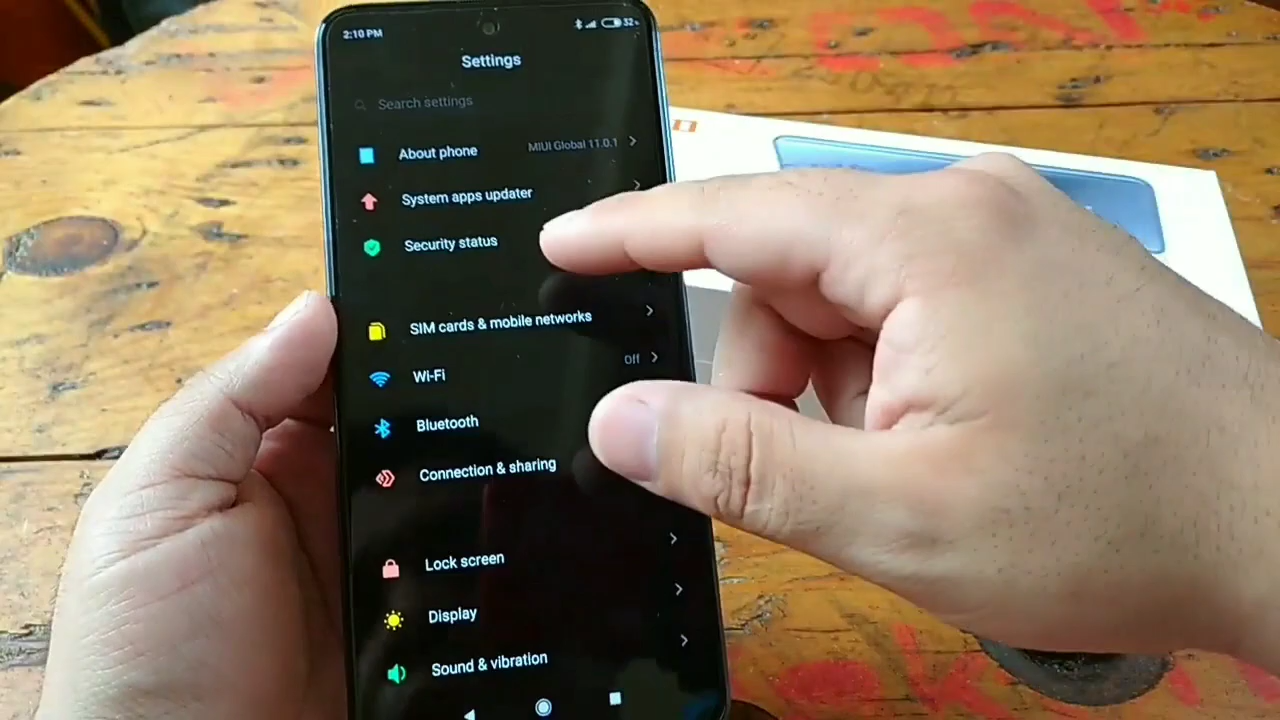 2:10 PM
32
Settings
Search settings
About phone
MIUI Global 11.0.1
System apps updater
Security status
SIM cards & mobile networks
Wi-Fi
Off
Bluetooth
Connection & sharing
Lock screen
Display
Sound & vibration